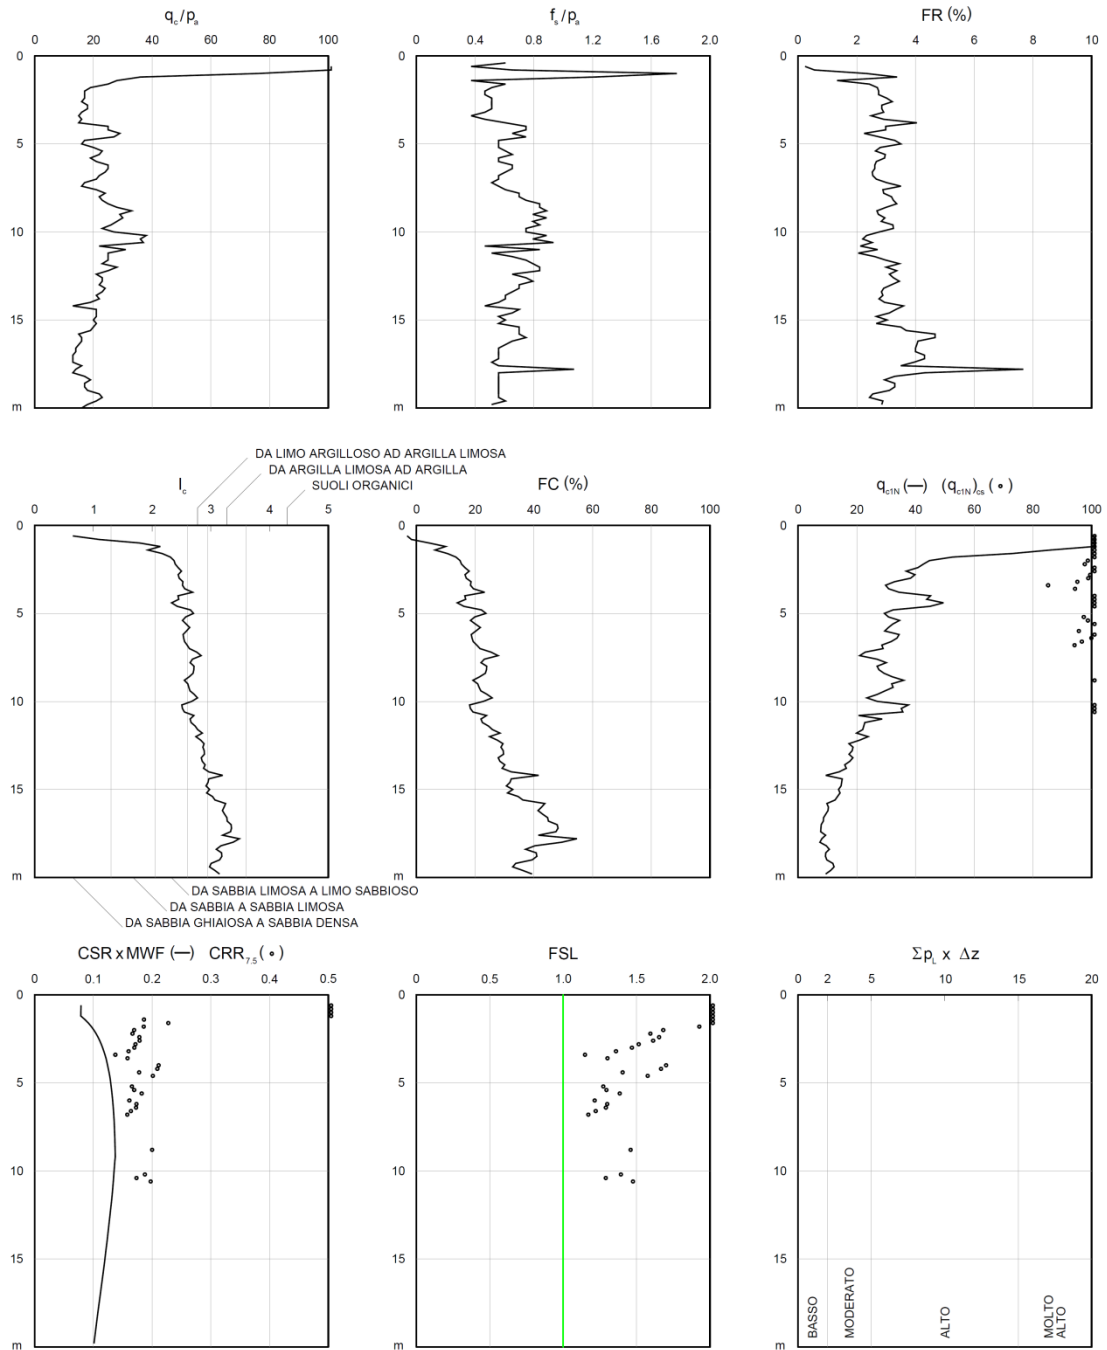 qc/pa
fs/pa
FR (%)
0 20 40 60 80 100
0 0.4 0.8 1.2 1.6 2.0
0 2 4 6 8 10
0 0 0
5 5 5
10 10 10
15 15 15
m m m
DA LIMO ARGILLOSO AD ARGILLA LIMOSA
DA ARGILLA LIMOSA AD ARGILLA
SUOLI ORGANICI
Ic
FC (%)
qc1N (—) (qc1N)cs (∘)
0 1 2 3 4 5
0 20 40 60 80 100
0 20 40 60 80 100
0 0 0
5 5 5
10 10 10
15 15 15
m m m
DA SABBIA LIMOSA A LIMO SABBIOSO
DA SABBIA A SABBIA LIMOSA
DA SABBIA GHIAIOSA A SABBIA DENSA
CSR x MWF (—) CRR7.5 (∘)
FSL
Σ pL x Δz
0 0.1 0.2 0.3 0.4 0.5
0 0.5 1.0 1.5 2.0
0 5 10 15 20
0 0 0
5 5 5
10 10 10
15 15 15
m m m
BASSO
MODERATO
ALTO
MOLTO
ALTO